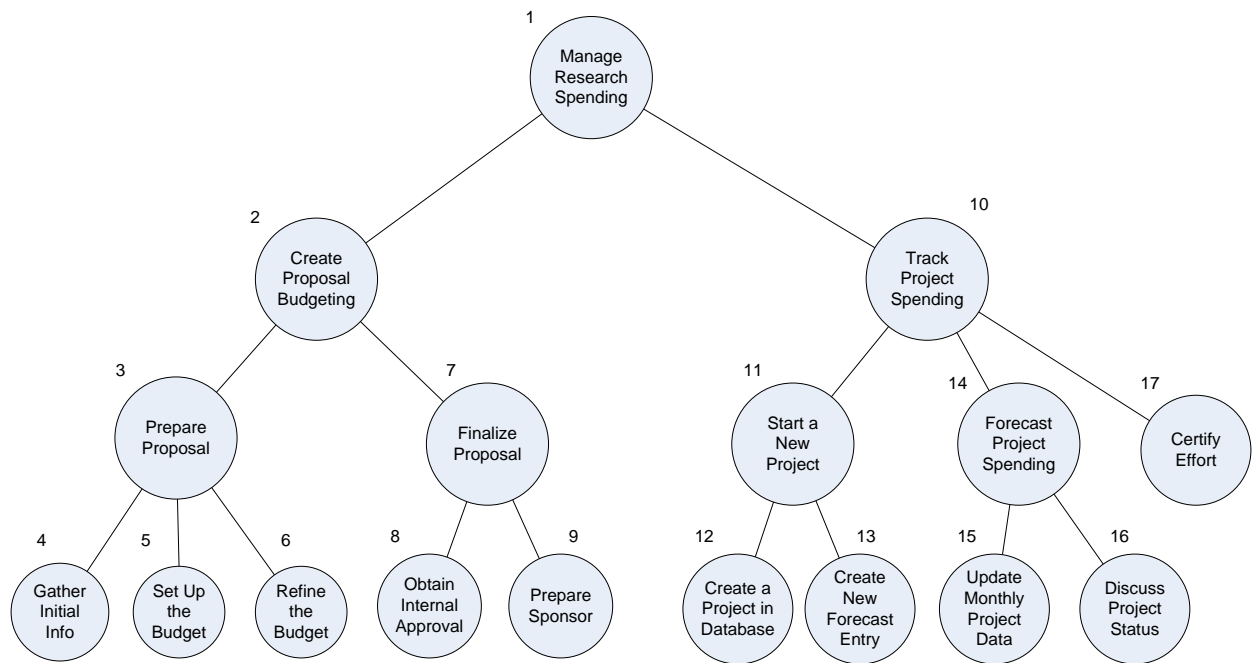 1
Manage
Research
Spending
2
Create
Proposal
Budgeting
10
Track
Project
Spending
3
Prepare
Proposal
7
Finalize
Proposal
11
Start a
New
Project
14
Forecast
Project
Spending
17
Certify
Effort
4
Gather
Initial
Info
5
Set Up
the
Budget
6
Refine
the
Budget
8
Obtain
Internal
Approval
9
Prepare
Sponsor
12
Create a
Project in
Database
13
Create
New
Forecast
Entry
15
Update
Monthly
Project
Data
16
Discuss
Project
Status